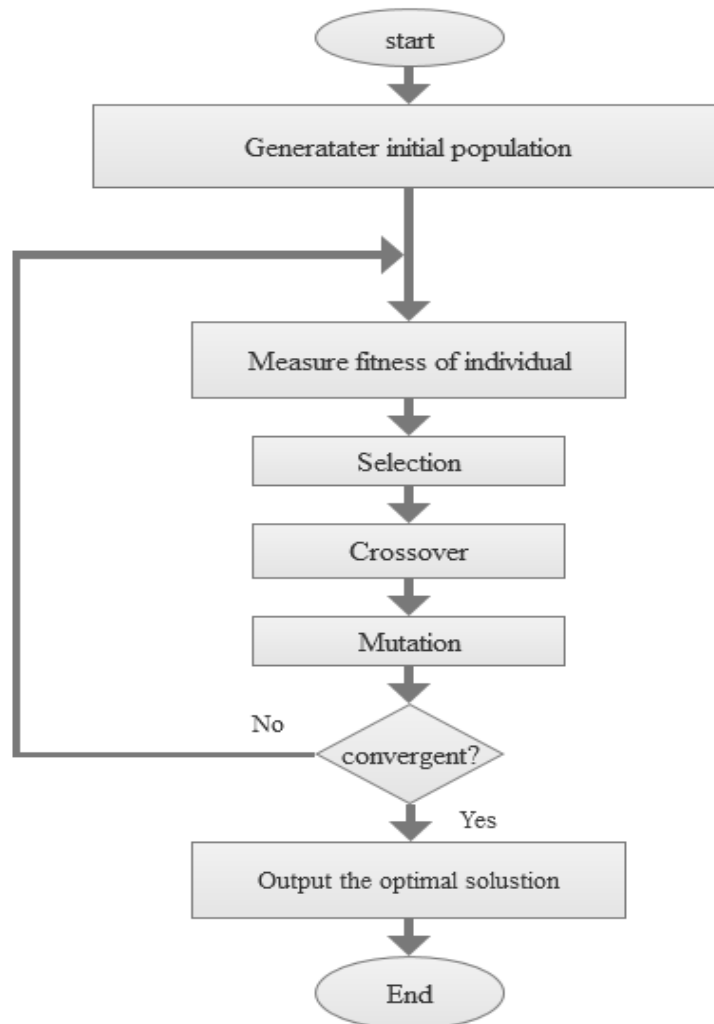 start
Generatater initial population
Measure fitness of individual
Selection
Crossover
Mutation
No
convergent?
Yes
Output the optimal solustion
End